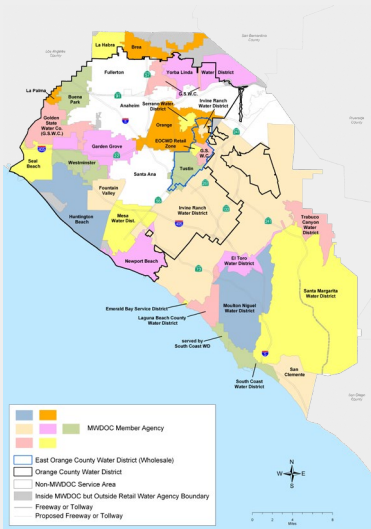 Los Angeles
County
San Bernardino
County
La Habra
Brea
Fullerton
Yorba Linda
Water District
G.S.W.C.
La Palma
Buena
Park
Anaheim
Serrano Water
District
Irvine Ranch
Water District
Golden
State
Water Co.
(G.S.W.C.)
Orange
EOCWD Retail
Zone
Garden Grove
G.S.
W.C.
Seal
Beach
Westminster
Santa Ana
Tustin
Fountain
Valley
Huntington
Beach
Mesa
Water Dist.
Irvine Ranch
Water District
Trabuco
Canyon
Water District
Newport Beach
El Toro
Water District
Santa Margarita
Water District
Emerald Bay Service District
Moulton Niguel
Water District
Laguna Beach County
Water District
served by
South Coast WD
South Coast
Water District
San
Clemente
San Diego
County
MWDOC Member Agency
East Orange County Water District (Wholesale)
Orange County Water District
Non-MWDOC Service Area
Inside MWDOC but Outside Retail Water Agency Boundary
Freeway or Tollway
Proposed Freeway or Tollway
N
W E
S
0 2 4
Miles